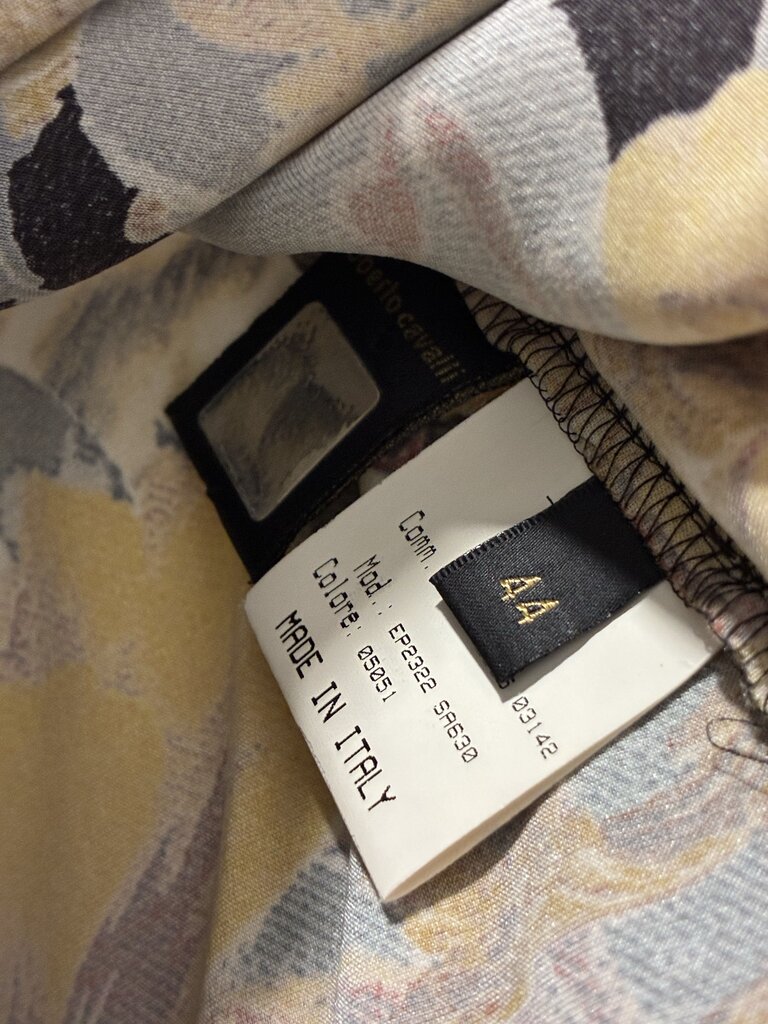 roberto cavalli
44
Comm. 03142
Mod.: EP2322 SA630
Colore: 05051
MADE IN ITALY